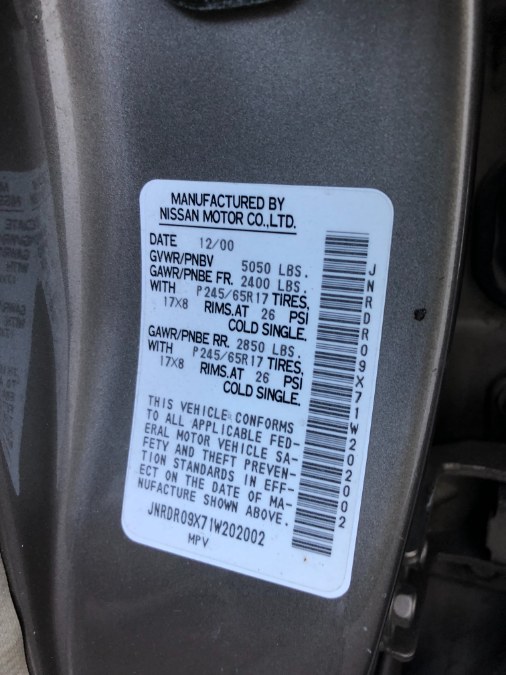 MANUFACTURED BY
NISSAN MOTOR CO.,LTD.
DATE 12/00
GVWR/PNBV 5050 LBS.
GAWR/PNBE FR. 2400 LBS.
WITH P245/65R17 TIRES,
17X8 RIMS,AT 26 PSI
COLD SINGLE.
GAWR/PNBE RR. 2850 LBS.
WITH P245/65R17 TIRES,
17X8 RIMS,AT 26 PSI
COLD SINGLE.
THIS VEHICLE CONFORMS
TO ALL APPLICABLE FED-
ERAL MOTOR VEHICLE SA-
FETY AND THEFT PREVEN-
TION STANDARDS IN EFF-
ECT ON THE DATE OF MA-
NUFACTURE SHOWN ABOVE.
JNRDR09X71W202002
MPV
JNRDR09X71W202002